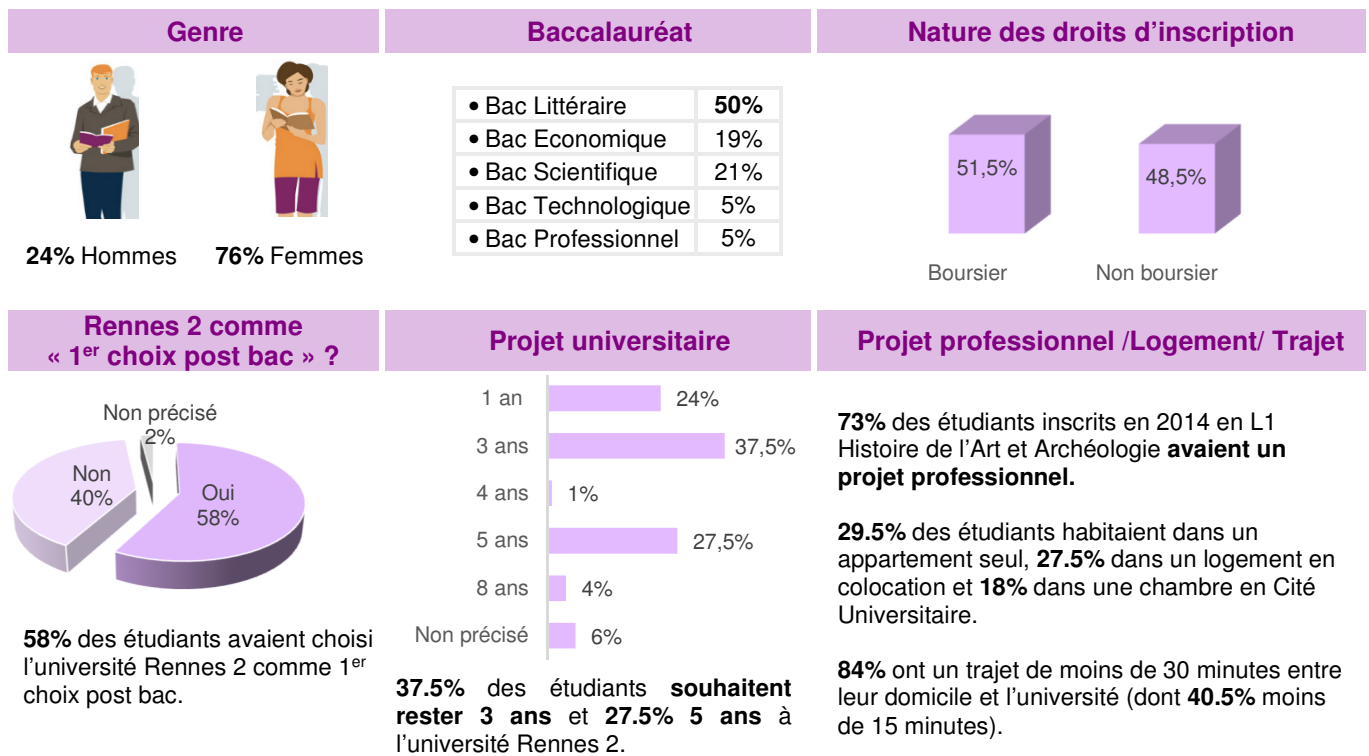 Genre
24% Hommes
76% Femmes
Baccalauréat
• Bac Littéraire 50%
• Bac Economique 19%
• Bac Scientifique 21%
• Bac Technologique 5%
• Bac Professionnel 5%
Nature des droits d’inscription
51,5%
48,5%
Boursier
Non boursier
Rennes 2 comme
« 1er choix post bac » ?
Non précisé
2%
Non
40%
Oui
58%
58% des étudiants avaient choisi
l’université Rennes 2 comme 1er
choix post bac.
Projet universitaire
1 an 24%
3 ans 37,5%
4 ans 1%
5 ans 27,5%
8 ans 4%
Non précisé 6%
37.5% des étudiants souhaitent
rester 3 ans et 27.5% 5 ans à
l’université Rennes 2.
Projet professionnel /Logement/ Trajet
73% des étudiants inscrits en 2014 en L1
Histoire de l’Art et Archéologie avaient un
projet professionnel.
29.5% des étudiants habitaient dans un
appartement seul, 27.5% dans un logement en
colocation et 18% dans une chambre en Cité
Universitaire.
84% ont un trajet de moins de 30 minutes entre
leur domicile et l’université (dont 40.5% moins
de 15 minutes).